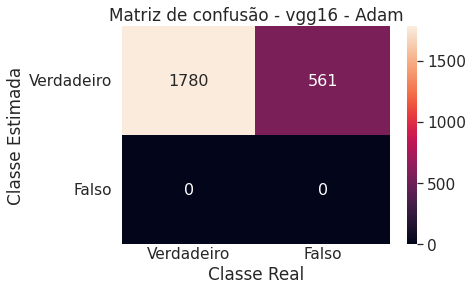 Matriz de confusão - vgg16 - Adam
Classe Estimada
Verdadeiro
1780
561
Falso
0
0
Verdadeiro
Falso
Classe Real
1500
1000
500
0